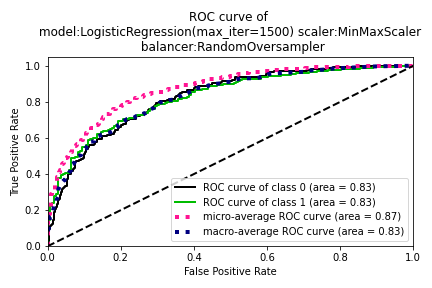 ROC curve of
model:LogisticRegression(max_iter=1500) scaler:MinMaxScaler
balancer:RandomOversampler
True Positive Rate
1.0
0.8
0.6
0.4
0.2
0.0
ROC curve of class 0 (area = 0.83)
ROC curve of class 1 (area = 0.83)
micro-average ROC curve (area = 0.87)
macro-average ROC curve (area = 0.83)
0.0 0.2 0.4 0.6 0.8 1.0
False Positive Rate